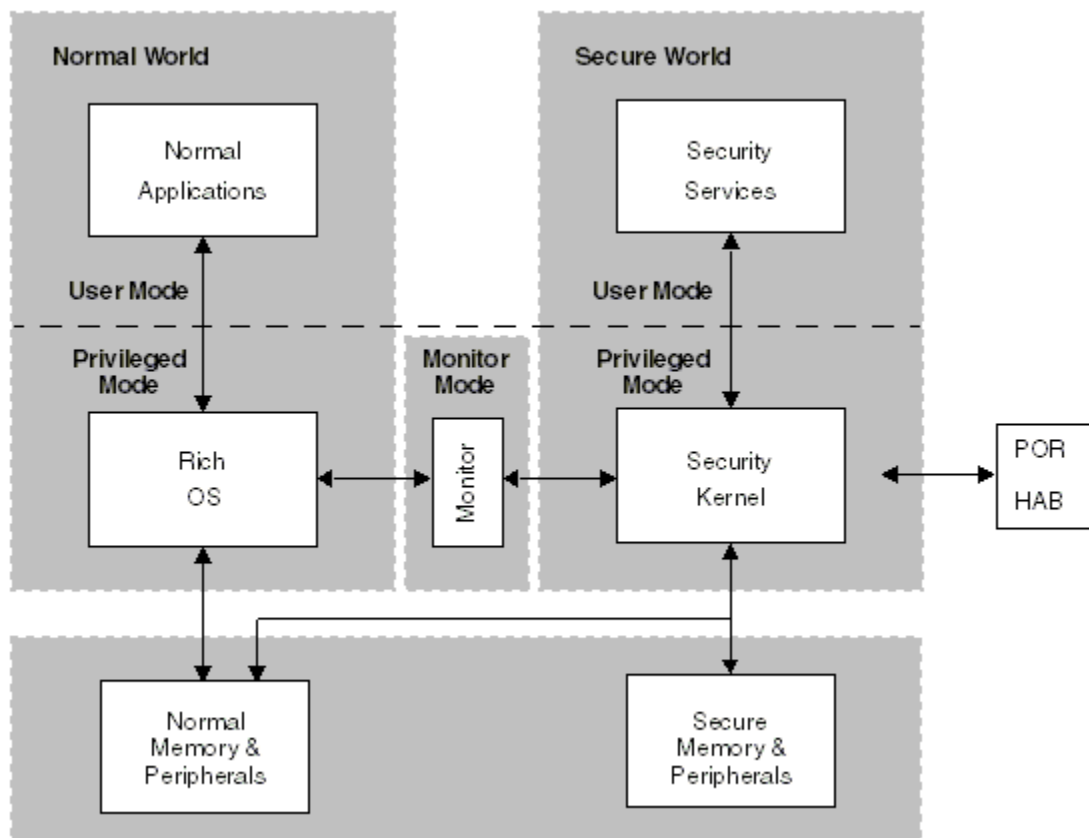 Normal World
Secure World
Normal
Applications
Security
Services
User Mode
User Mode
Privileged
Mode
Monitor
Mode
Privileged
Mode
Rich
OS
Monitor
Security
Kernel
POR
HAB
Normal
Memory &
Peripherals
Secure
Memory &
Peripherals